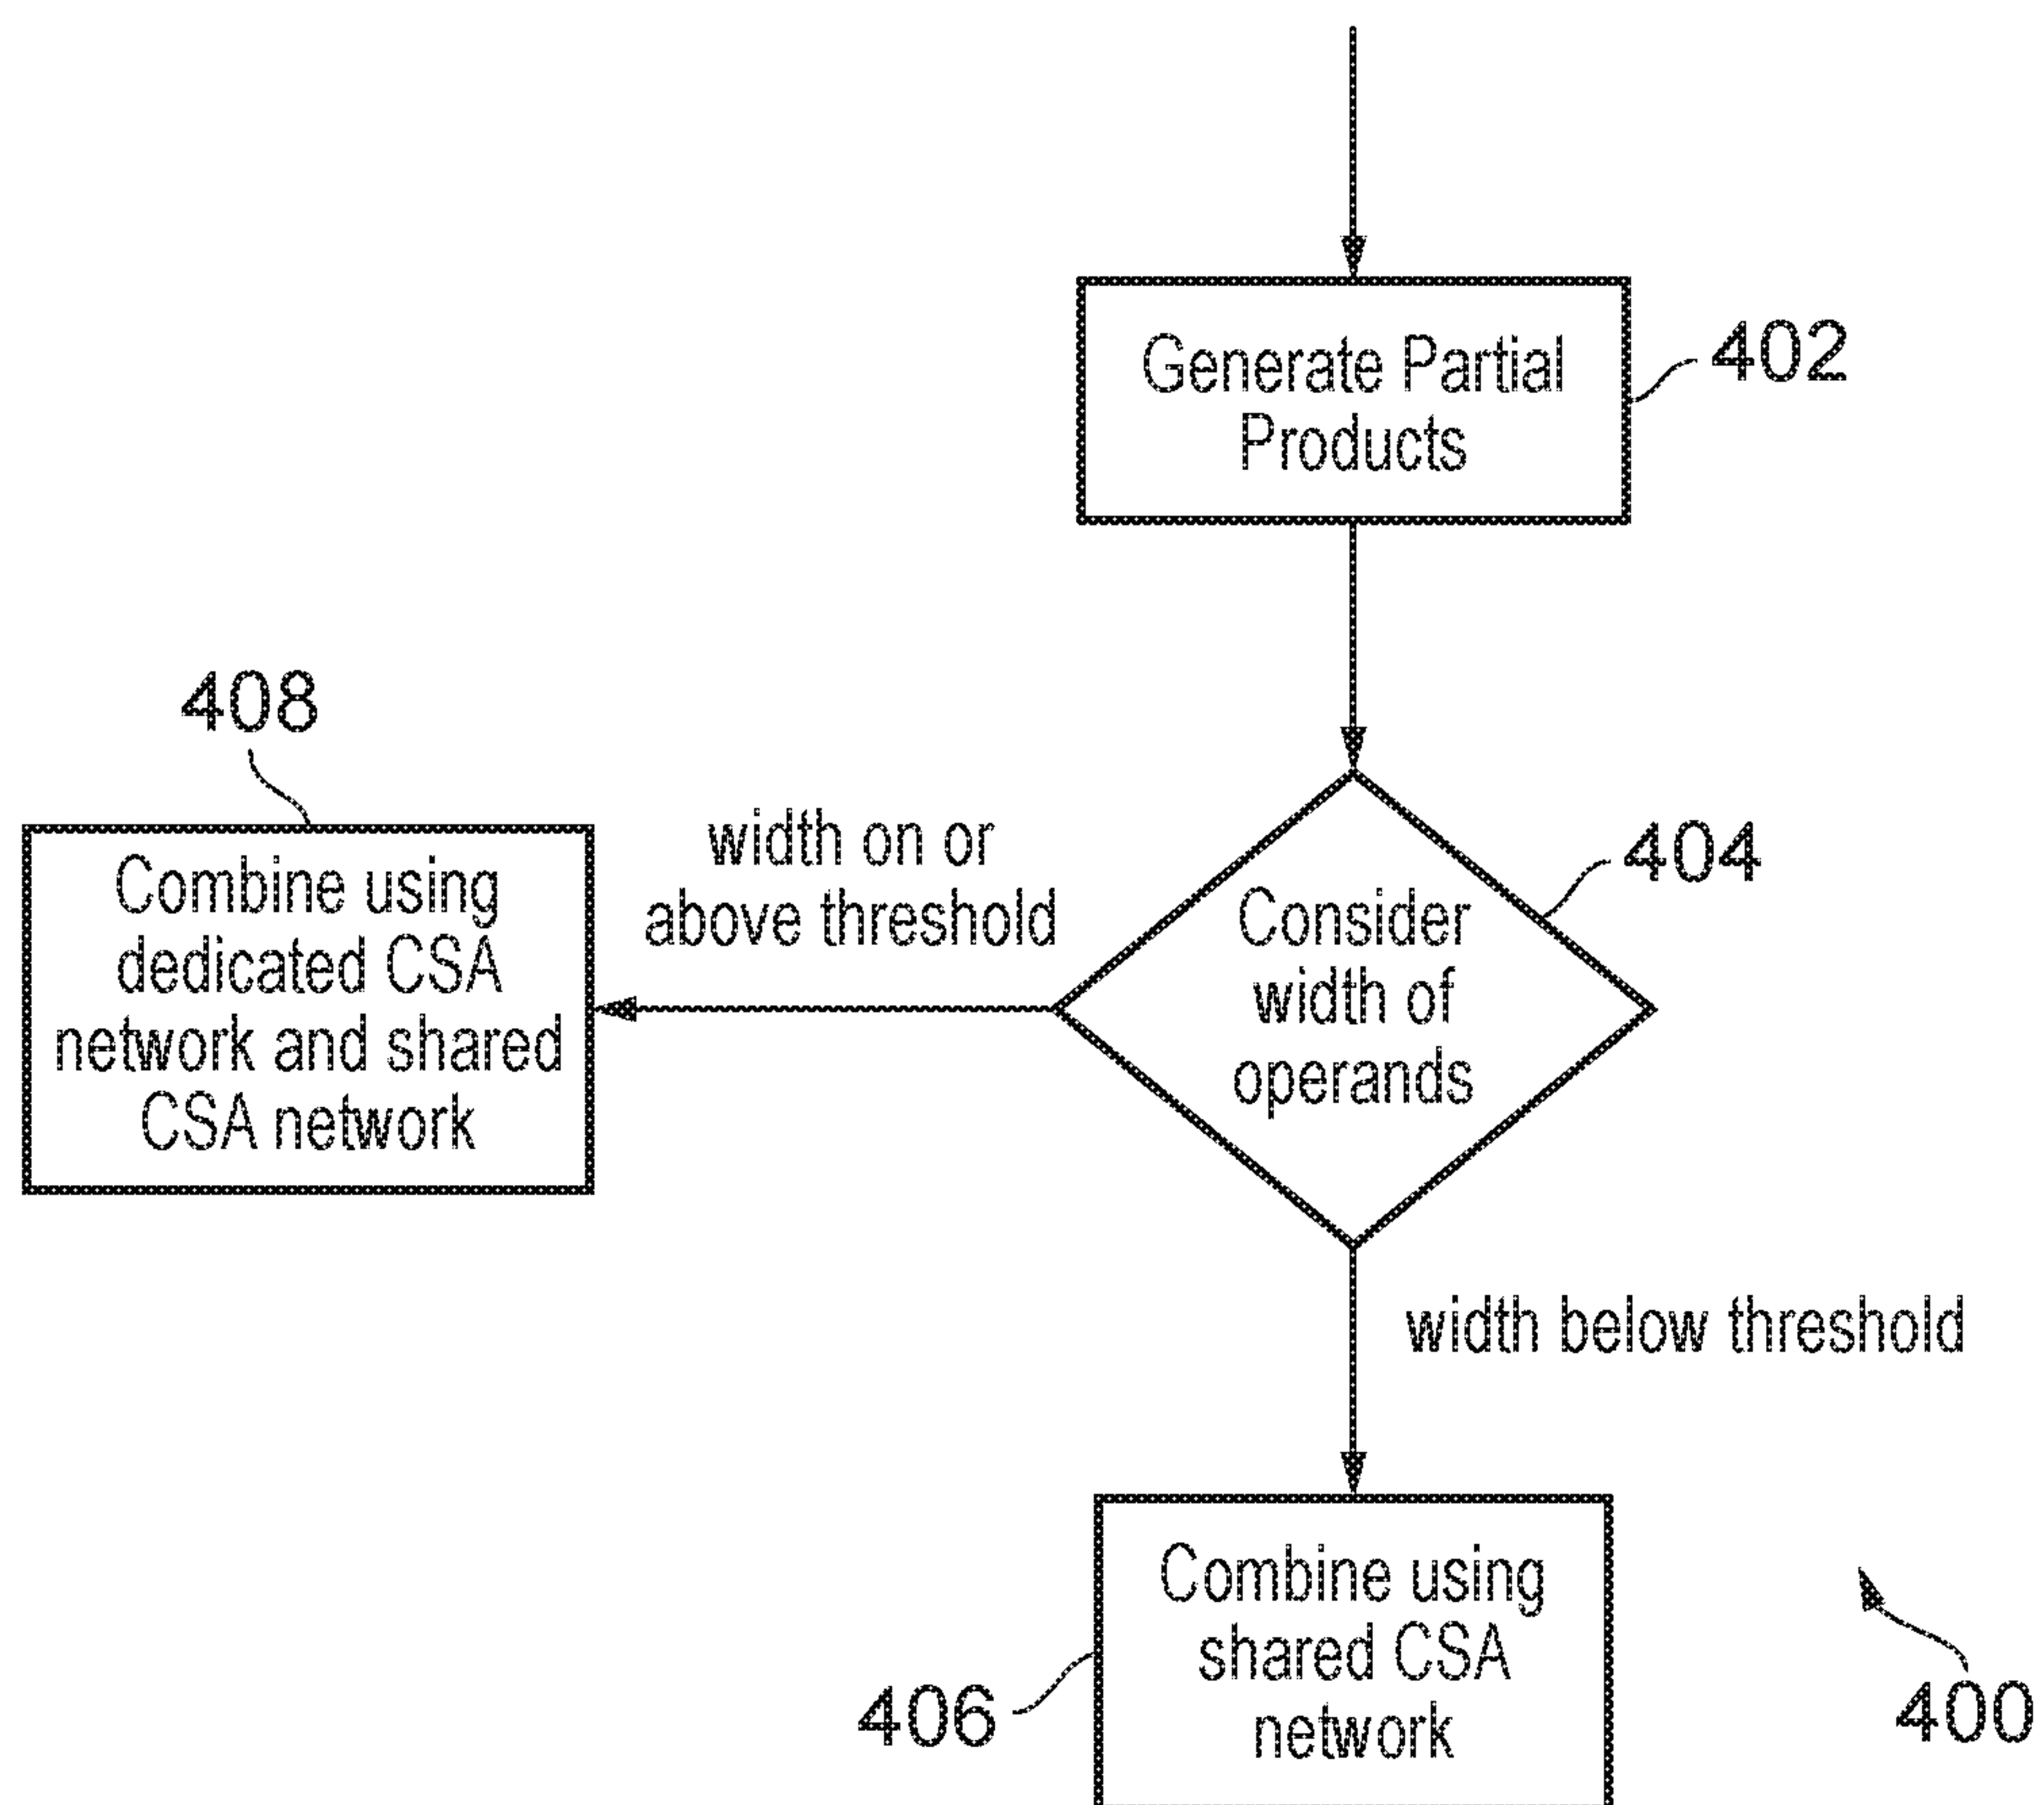 Generate Partial
Products
402
408
Combine using
dedicated CSA
network and shared
CSA network
width on or
above threshold
Consider
width of
operands
404
width below threshold
Combine using
shared CSA
network
406
400